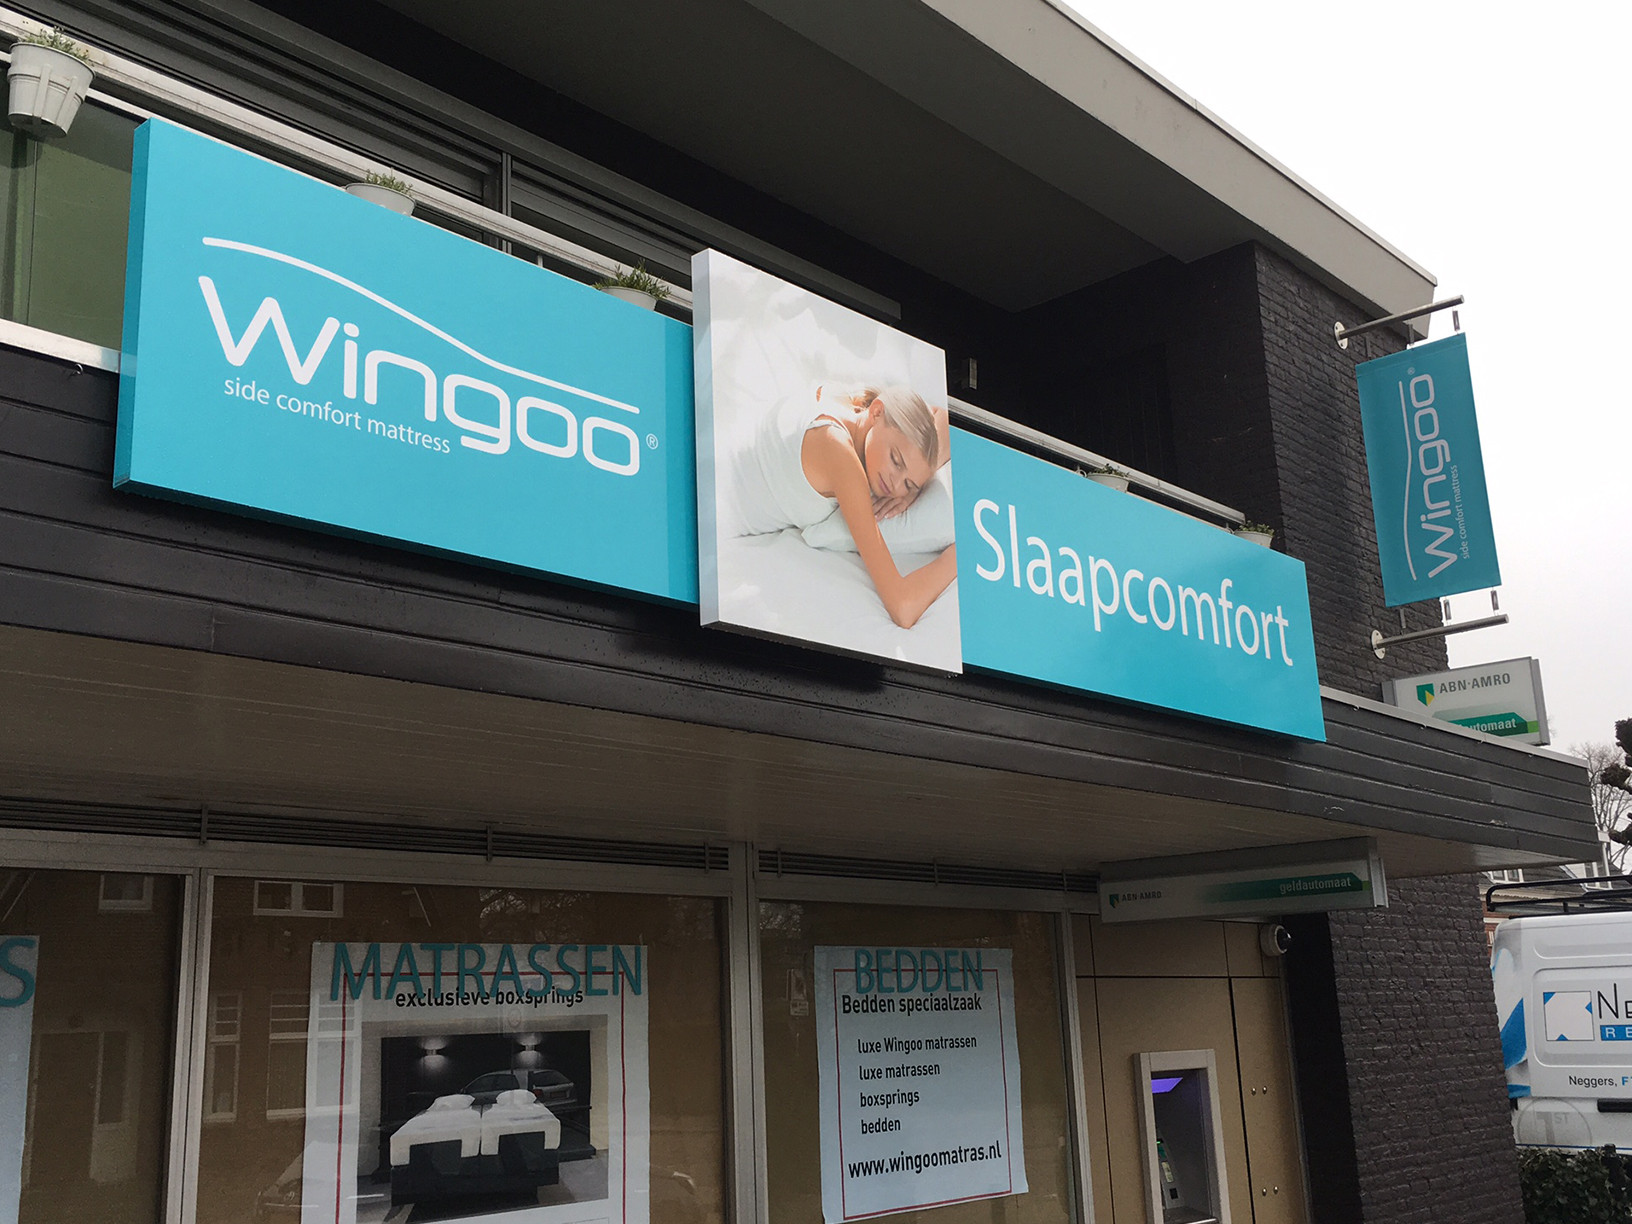 Wingoo®
side comfort mattress
Slaapcomfort
Wingoo®
side comfort mattress
ABN·AMRO
ABN·AMRO
geldautomaat
S
MATRASSEN
exclusieve boxsprings
BEDDEN
Bedden speciaalzaak
luxe Wingoo matrassen
luxe matrassen
boxsprings
bedden
www.wingoomatras.nl
Neggers,